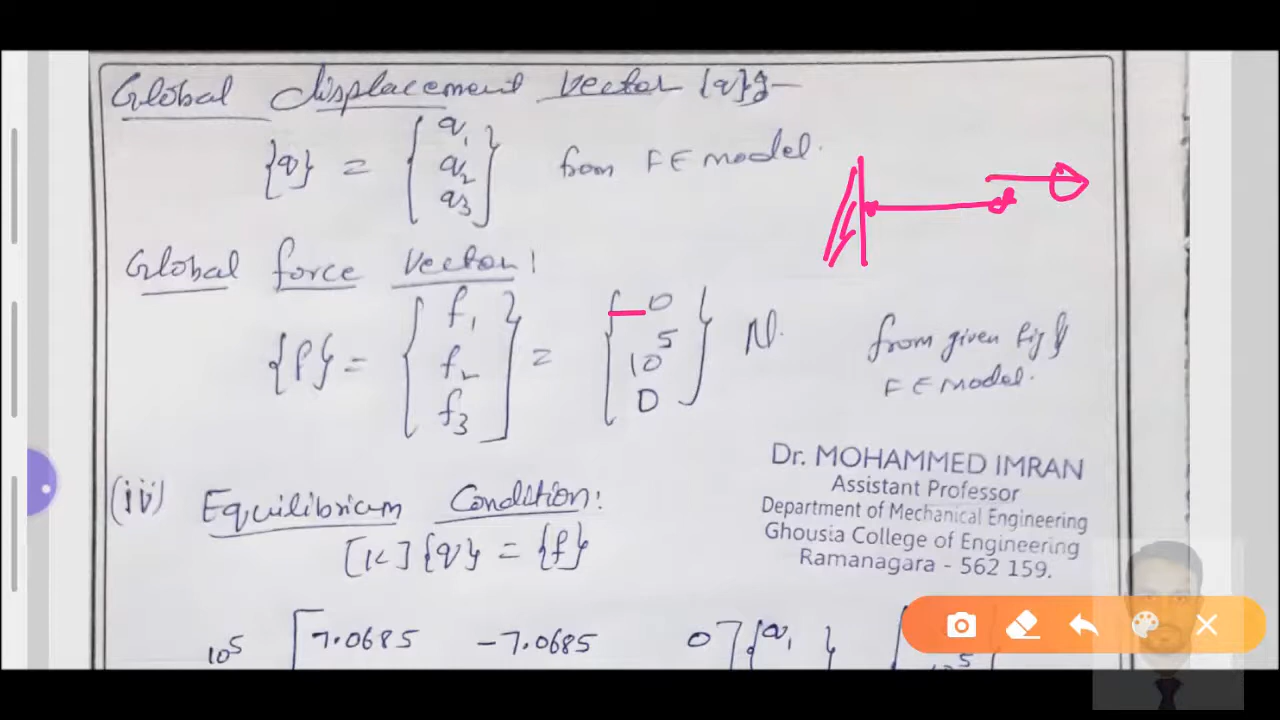 Global displacement vector {q}:-
{q} = { q1 q2 q3 } from FE model.
Global force vector:
{f} = { f1 f2 f3 } = { 0 10^5 0 } N. from given fig & FE model.
(iv) Equilibrium Condition:
[K]{q} = {f}
Dr. MOHAMMED IMRAN
Assistant Professor
Department of Mechanical Engineering
Ghousia College of Engineering
Ramanagara - 562 159.
10^5 [ 7.0685 -7.0685 0 ] { q1 }